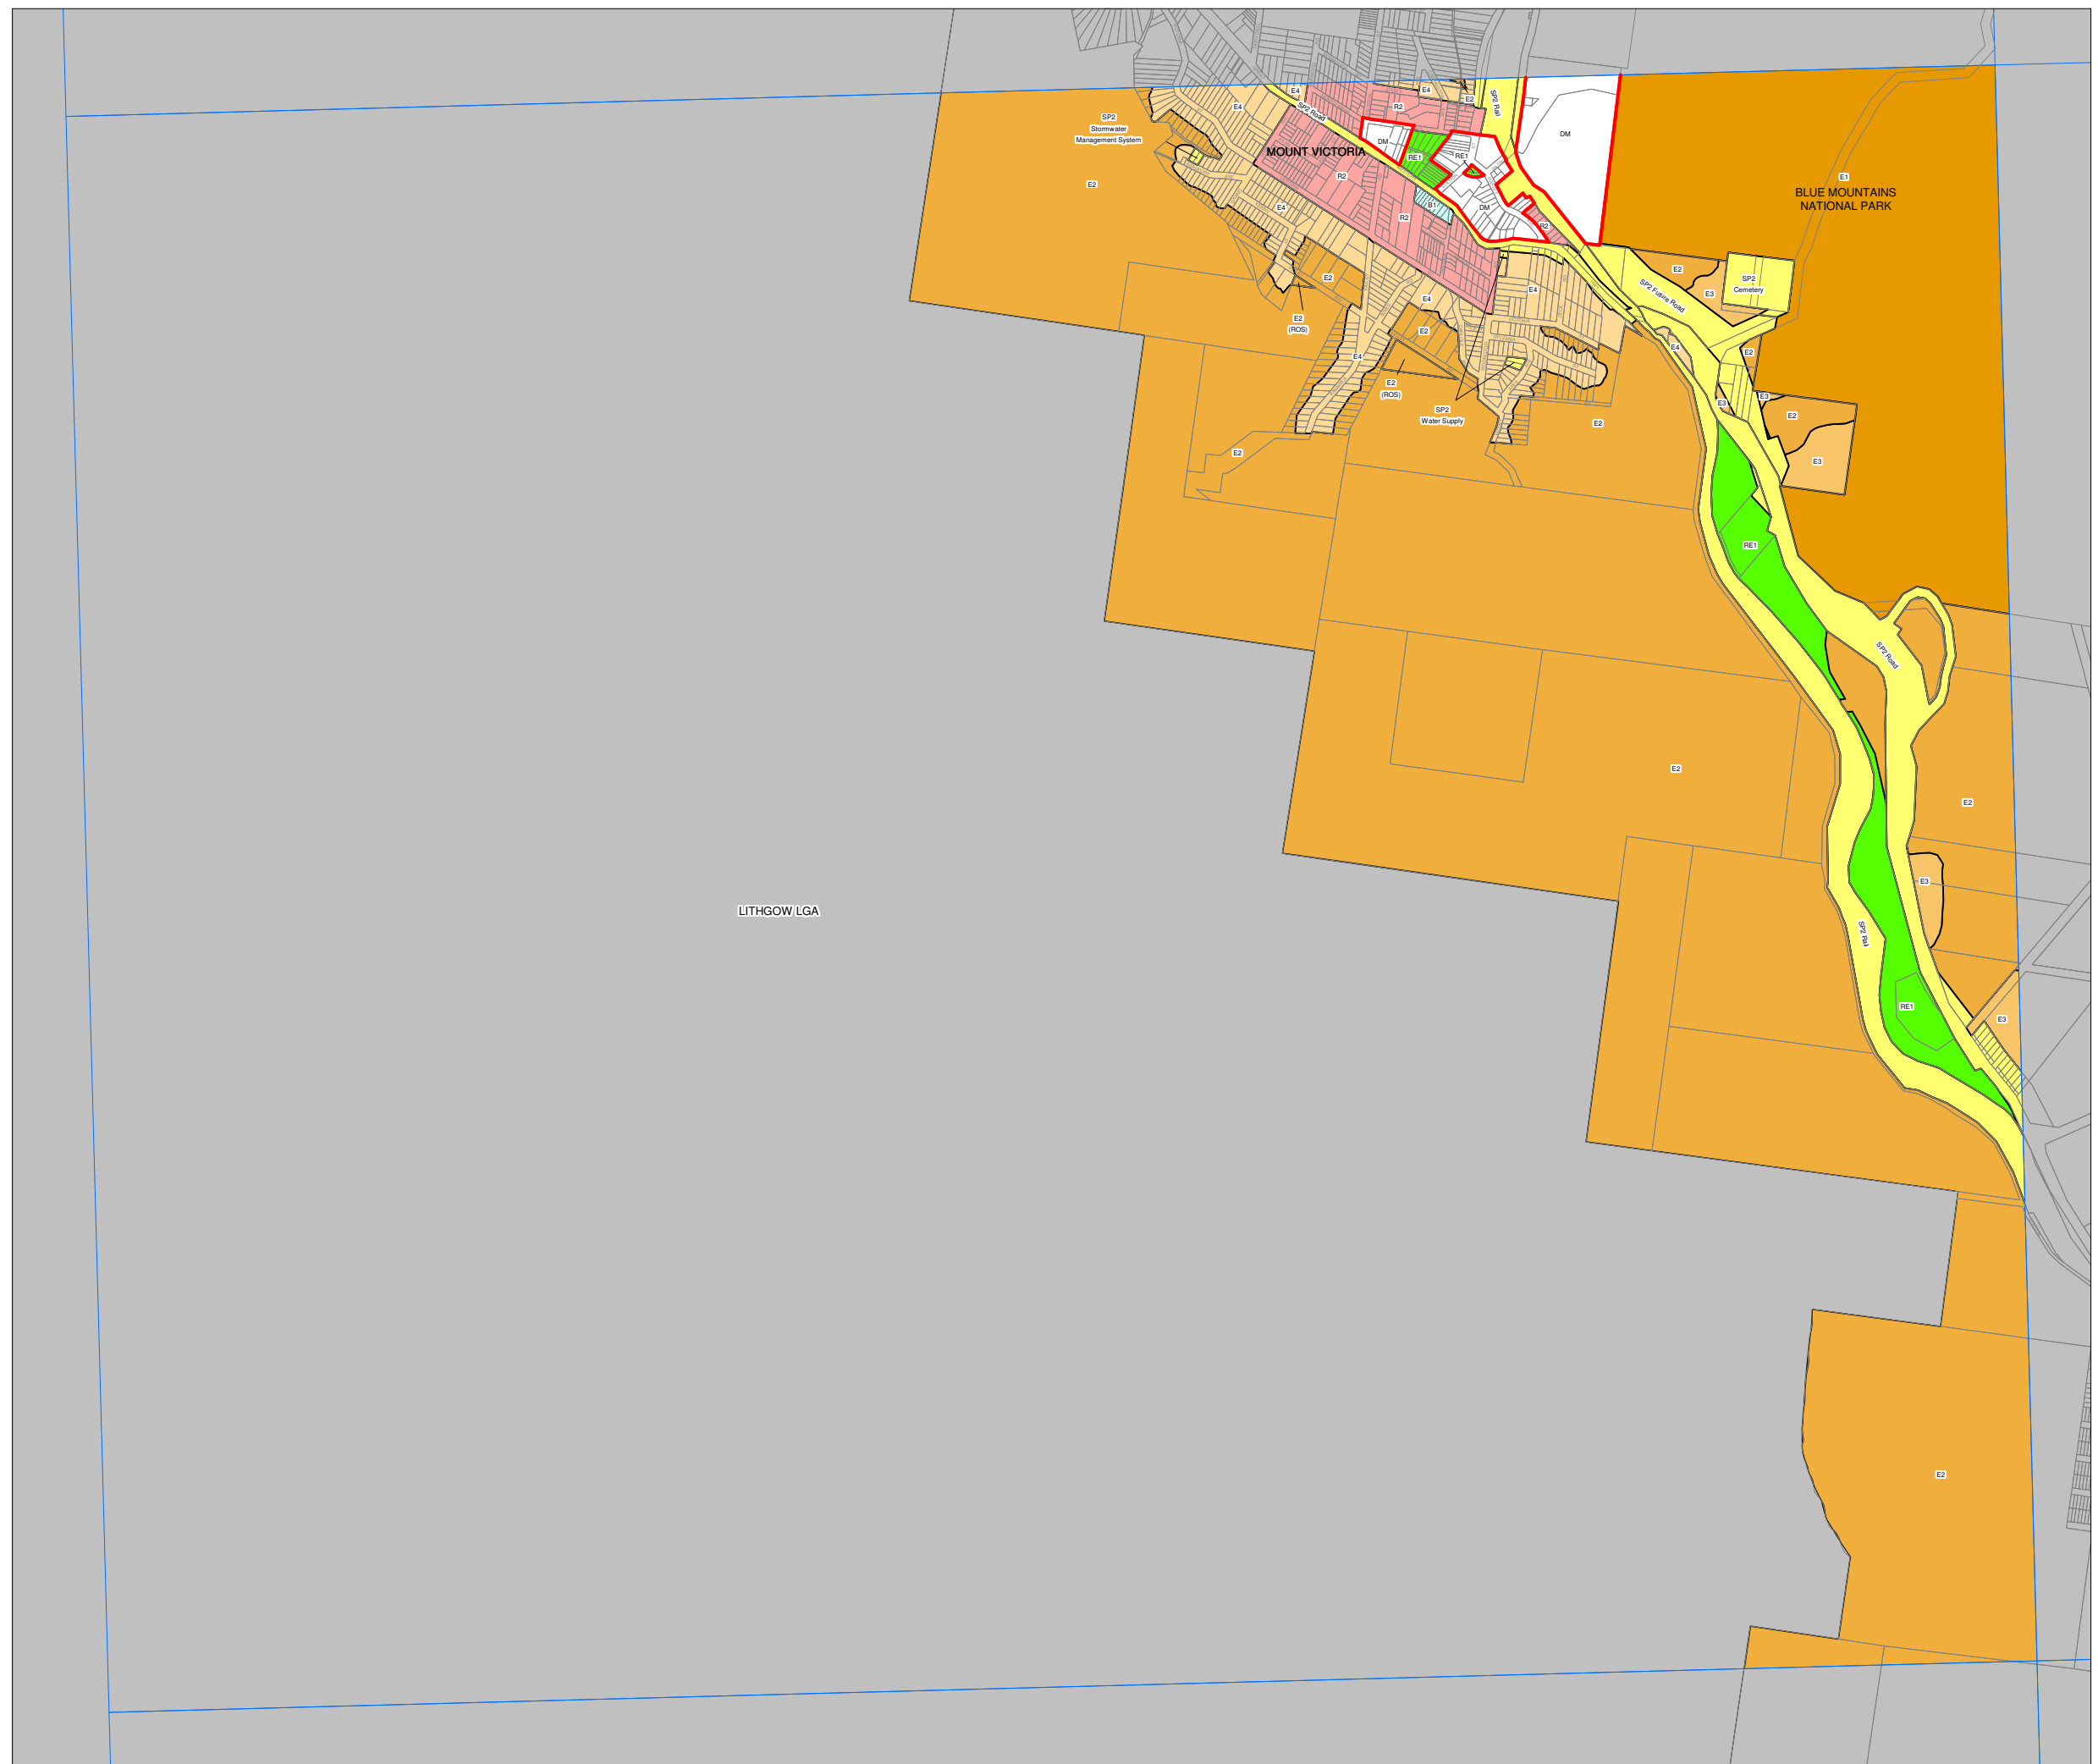 E4
E4
E2
R2
SP2 Rail
SP2 Road
E4
SP2
Stormwater
Management System
DM
DM
MOUNT VICTORIA
RE1
RE1
R2
E2
E1
BLUE MOUNTAINS
NATIONAL PARK
E4
B1
DM
R2
R2
E2
E2
SP2
Cemetery
E4
E3
SP2 Fusire Road
E4
E2
(ROS)
E2
E4
E2
E4
E2
(ROS)
E3
E3
SP2
Water Supply
E2
E2
E2
E3
RE1
SP2 Road
E2
E2
E3
LITHGOW LGA
SP2 Rail
RE1
E3
E2